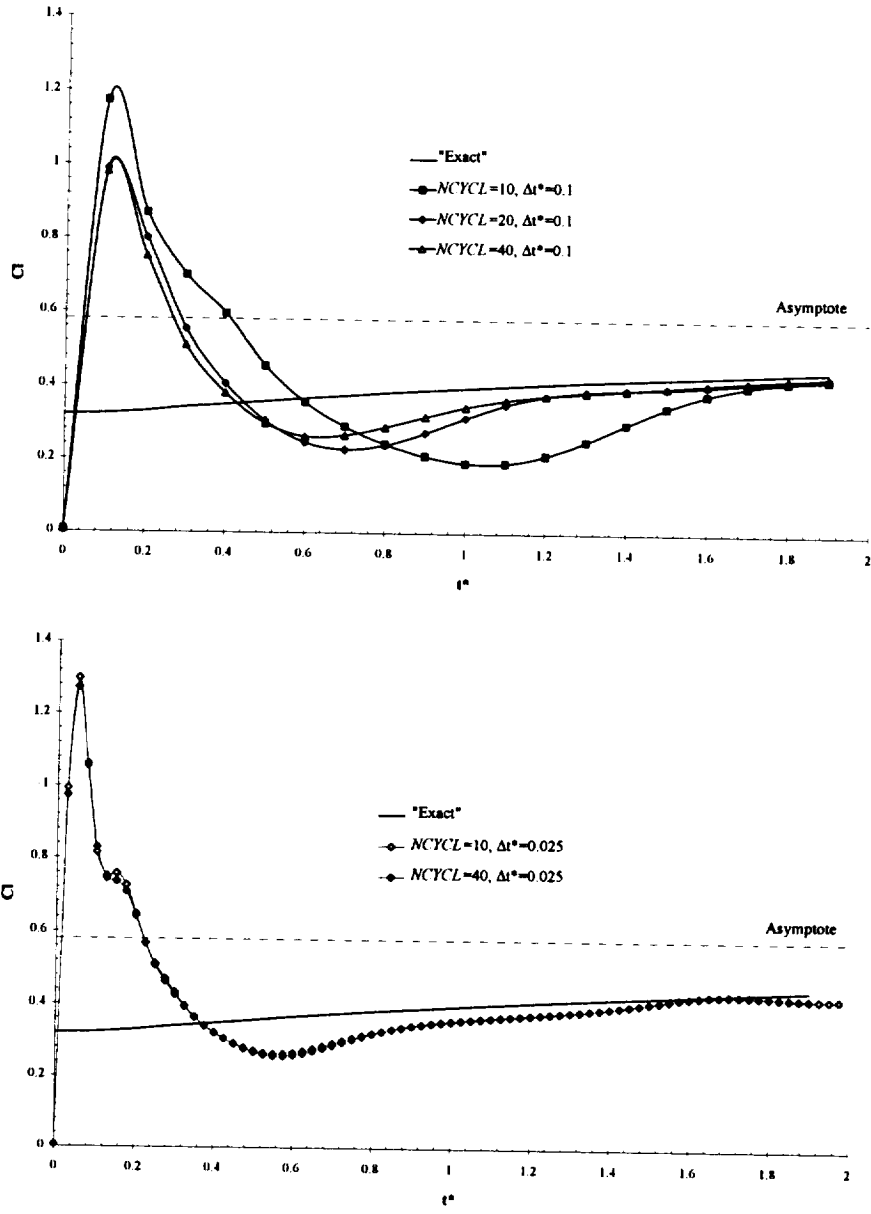 1.4
1.2
1
0.8
0.6
0.4
0.2
0
Cl
"Exact"
NCYCL=10, Δt*=0.1
NCYCL=20, Δt*=0.1
NCYCL=40, Δt*=0.1
Asymptote
0 0.2 0.4 0.6 0.8 1 1.2 1.4 1.6 1.8 2
t*
1.4
1.2
1
0.8
0.6
0.4
0.2
0
Cl
"Exact"
NCYCL=10, Δt*=0.025
NCYCL=40, Δt*=0.025
Asymptote
0 0.2 0.4 0.6 0.8 1 1.2 1.4 1.6 1.8 2
t*